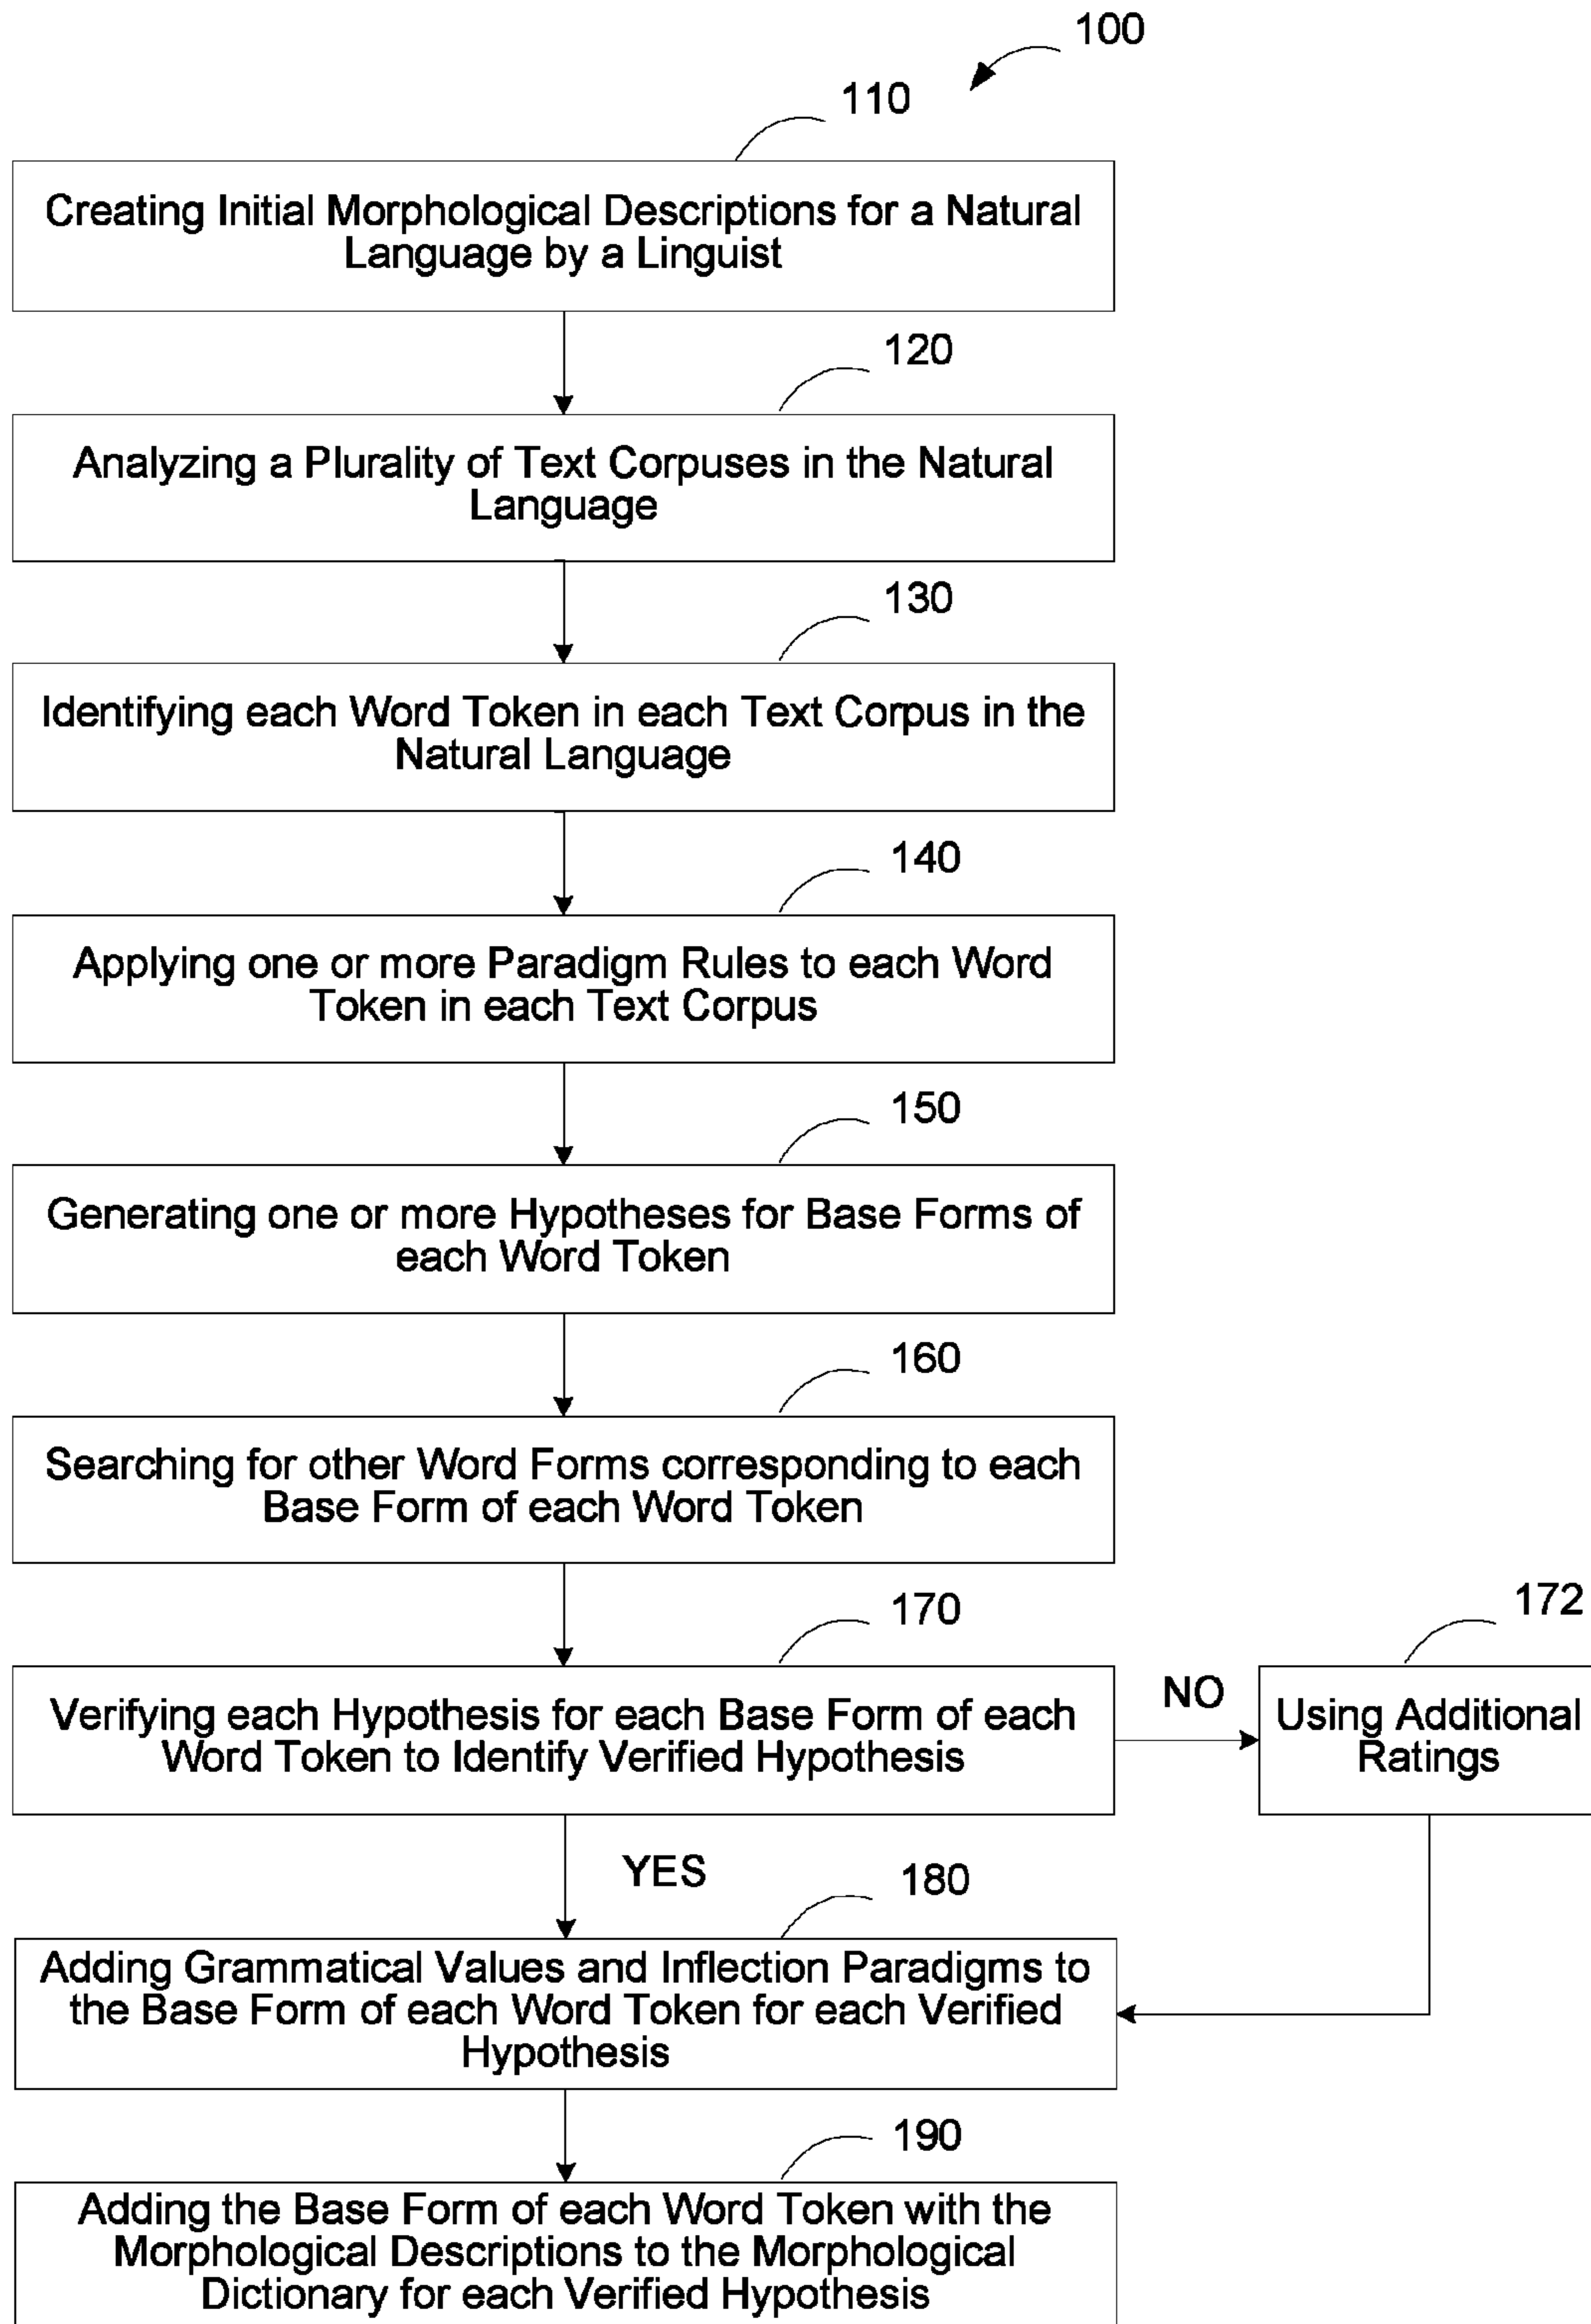 100
110
Creating Initial Morphological Descriptions for a Natural
Language by a Linguist
120
Analyzing a Plurality of Text Corpuses in the Natural
Language
130
Identifying each Word Token in each Text Corpus in the
Natural Language
140
Applying one or more Paradigm Rules to each Word
Token in each Text Corpus
150
Generating one or more Hypotheses for Base Forms of
each Word Token
160
Searching for other Word Forms corresponding to each
Base Form of each Word Token
170
Verifying each Hypothesis for each Base Form of each
Word Token to Identify Verified Hypothesis
NO
172
Using Additional
Ratings
YES
180
Adding Grammatical Values and Inflection Paradigms to
the Base Form of each Word Token for each Verified
Hypothesis
190
Adding the Base Form of each Word Token with the
Morphological Descriptions to the Morphological
Dictionary for each Verified Hypothesis